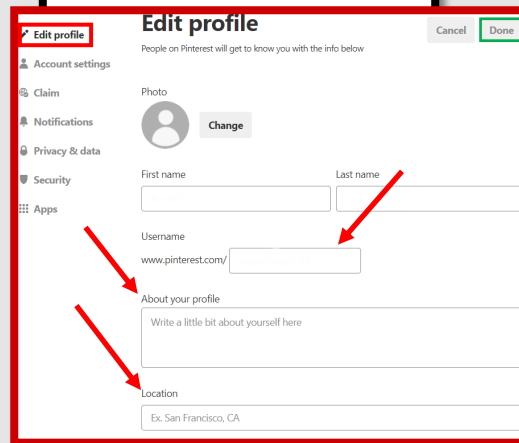 Edit profile
Cancel Done
People on Pinterest will get to know you with the info below
Edit profile
Account settings
Claim
Notifications
Privacy & data
Security
Apps
Photo
Change
First name Last name
Username
www.pinterest.com/
About your profile
Write a little bit about yourself here
Location
Ex. San Francisco, CA